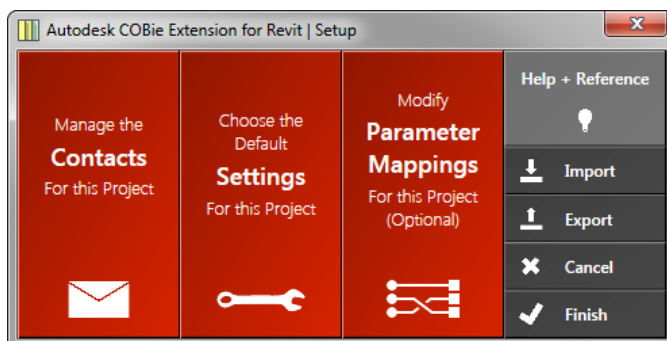 Autodesk COBie Extension for Revit | Setup
Manage the
Contacts
For this Project
Choose the
Default
Settings
For this Project
Modify
Parameter
Mappings
For this Project
(Optional)
Help + Reference
Import
Export
Cancel
Finish